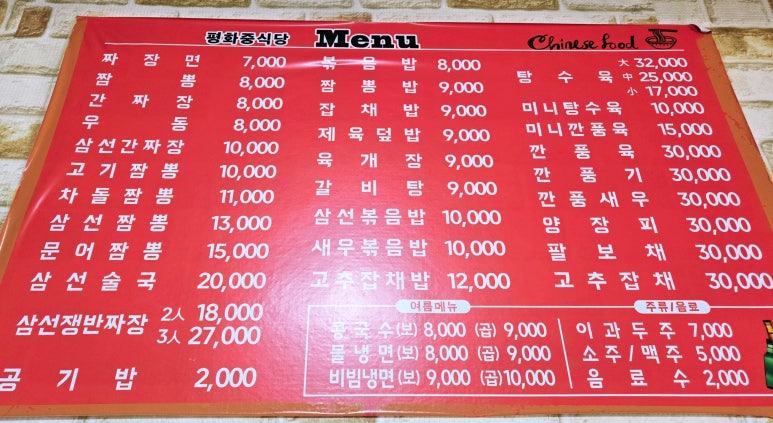 평화중식당 Menu Chinese food
짜장면 7,000
짬뽕 8,000
간짜장 8,000
우동 8,000
삼선간짜장 10,000
고기짬뽕 10,000
차돌짬뽕 11,000
삼선짬뽕 13,000
문어짬뽕 15,000
삼선술국 20,000
삼선쟁반짜장 2人 18,000
3人 27,000
공기밥 2,000
볶음밥 8,000
짬뽕밥 9,000
잡채밥 9,000
제육덮밥 9,000
육개장 9,000
갈비탕 9,000
삼선볶음밥 10,000
새우볶음밥 10,000
고추잡채밥 12,000
탕수육 大 32,000
中 25,000
小 17,000
미니탕수육 10,000
미니깐풍육 15,000
깐풍육 30,000
깐풍기 30,000
깐풍새우 30,000
양장피 30,000
팔보채 30,000
고추잡채 30,000
여름메뉴
콩국수(보) 8,000 (곱) 9,000
물냉면(보) 8,000 (곱) 9,000
비빔냉면(보) 9,000 (곱)10,000
주류/음료
이과두주 7,000
소주/맥주 5,000
음료수 2,000